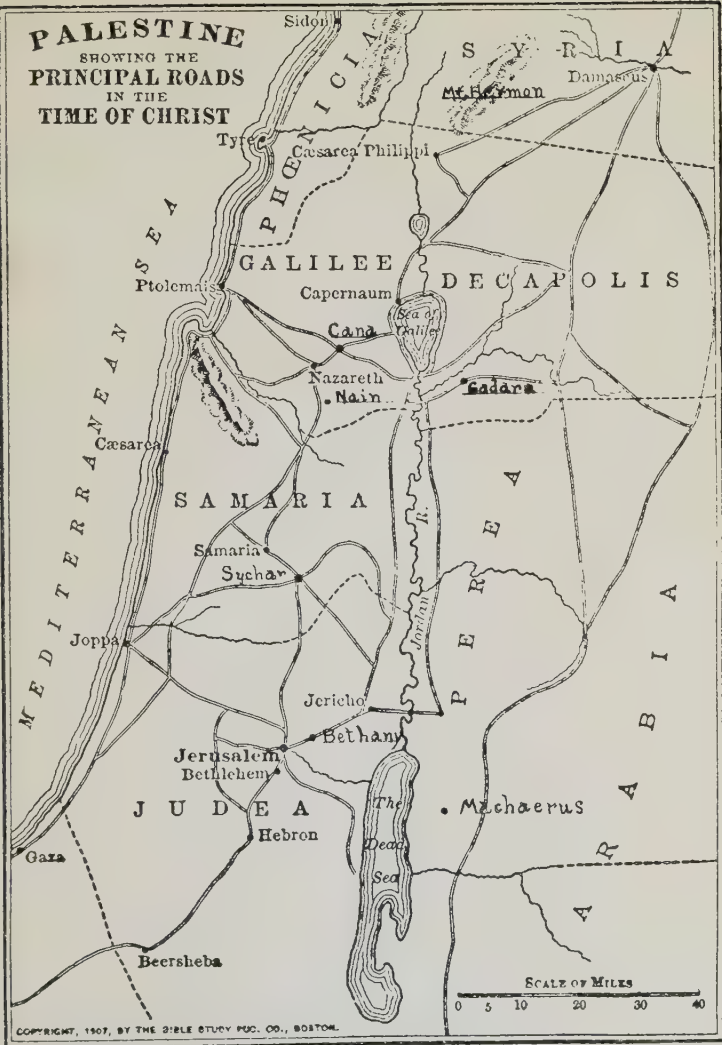 PALESTINE
SHOWING THE
PRINCIPAL ROADS
IN THE
TIME OF CHRIST
Sidon
SYRIA
Damascus
Mt. Hermon
PHŒNICIA
Tyre
Cæsarea Philippi
MEDITERRANEAN SEA
GALILEE
DECAPOLIS
Ptolemais
Capernaum
Sea of
Galilee
Cana
Nazareth
Nain
Gadara
Cæsarea
SAMARIA
PEREA
Samaria
Sychar
Jordan R.
ARABIA
Joppa
Jericho
Bethany
Jerusalem
Bethlehem
JUDEA
The
Dead
Sea
Machaerus
Hebron
Gaza
Beersheba
SCALE OF MILES
0 5 10 20 30 40
COPYRIGHT, 1907, BY THE BIBLE STUDY PUB. CO., BOSTON.